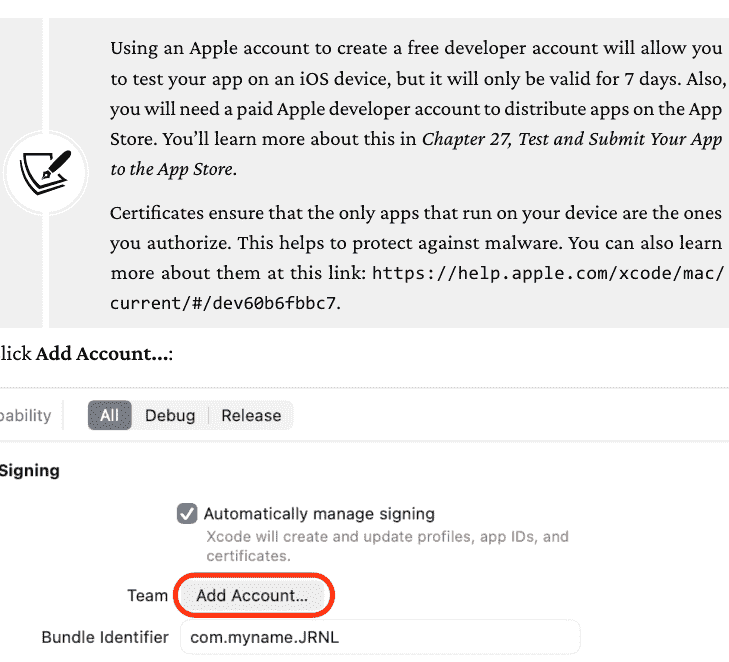 Using an Apple account to create a free developer account will allow you
to test your app on an iOS device, but it will only be valid for 7 days. Also,
you will need a paid Apple developer account to distribute apps on the App
Store. You’ll learn more about this in Chapter 27, Test and Submit Your App
to the App Store.
Certificates ensure that the only apps that run on your device are the ones
you authorize. This helps to protect against malware. You can also learn
more about them at this link: https://help.apple.com/xcode/mac/
current/#/dev60b6fbbc7.
lick Add Account...:
pability All Debug Release
Signing
Automatically manage signing
Xcode will create and update profiles, app IDs, and
certificates.
Team Add Account...
Bundle Identifier com.myname.JRNL